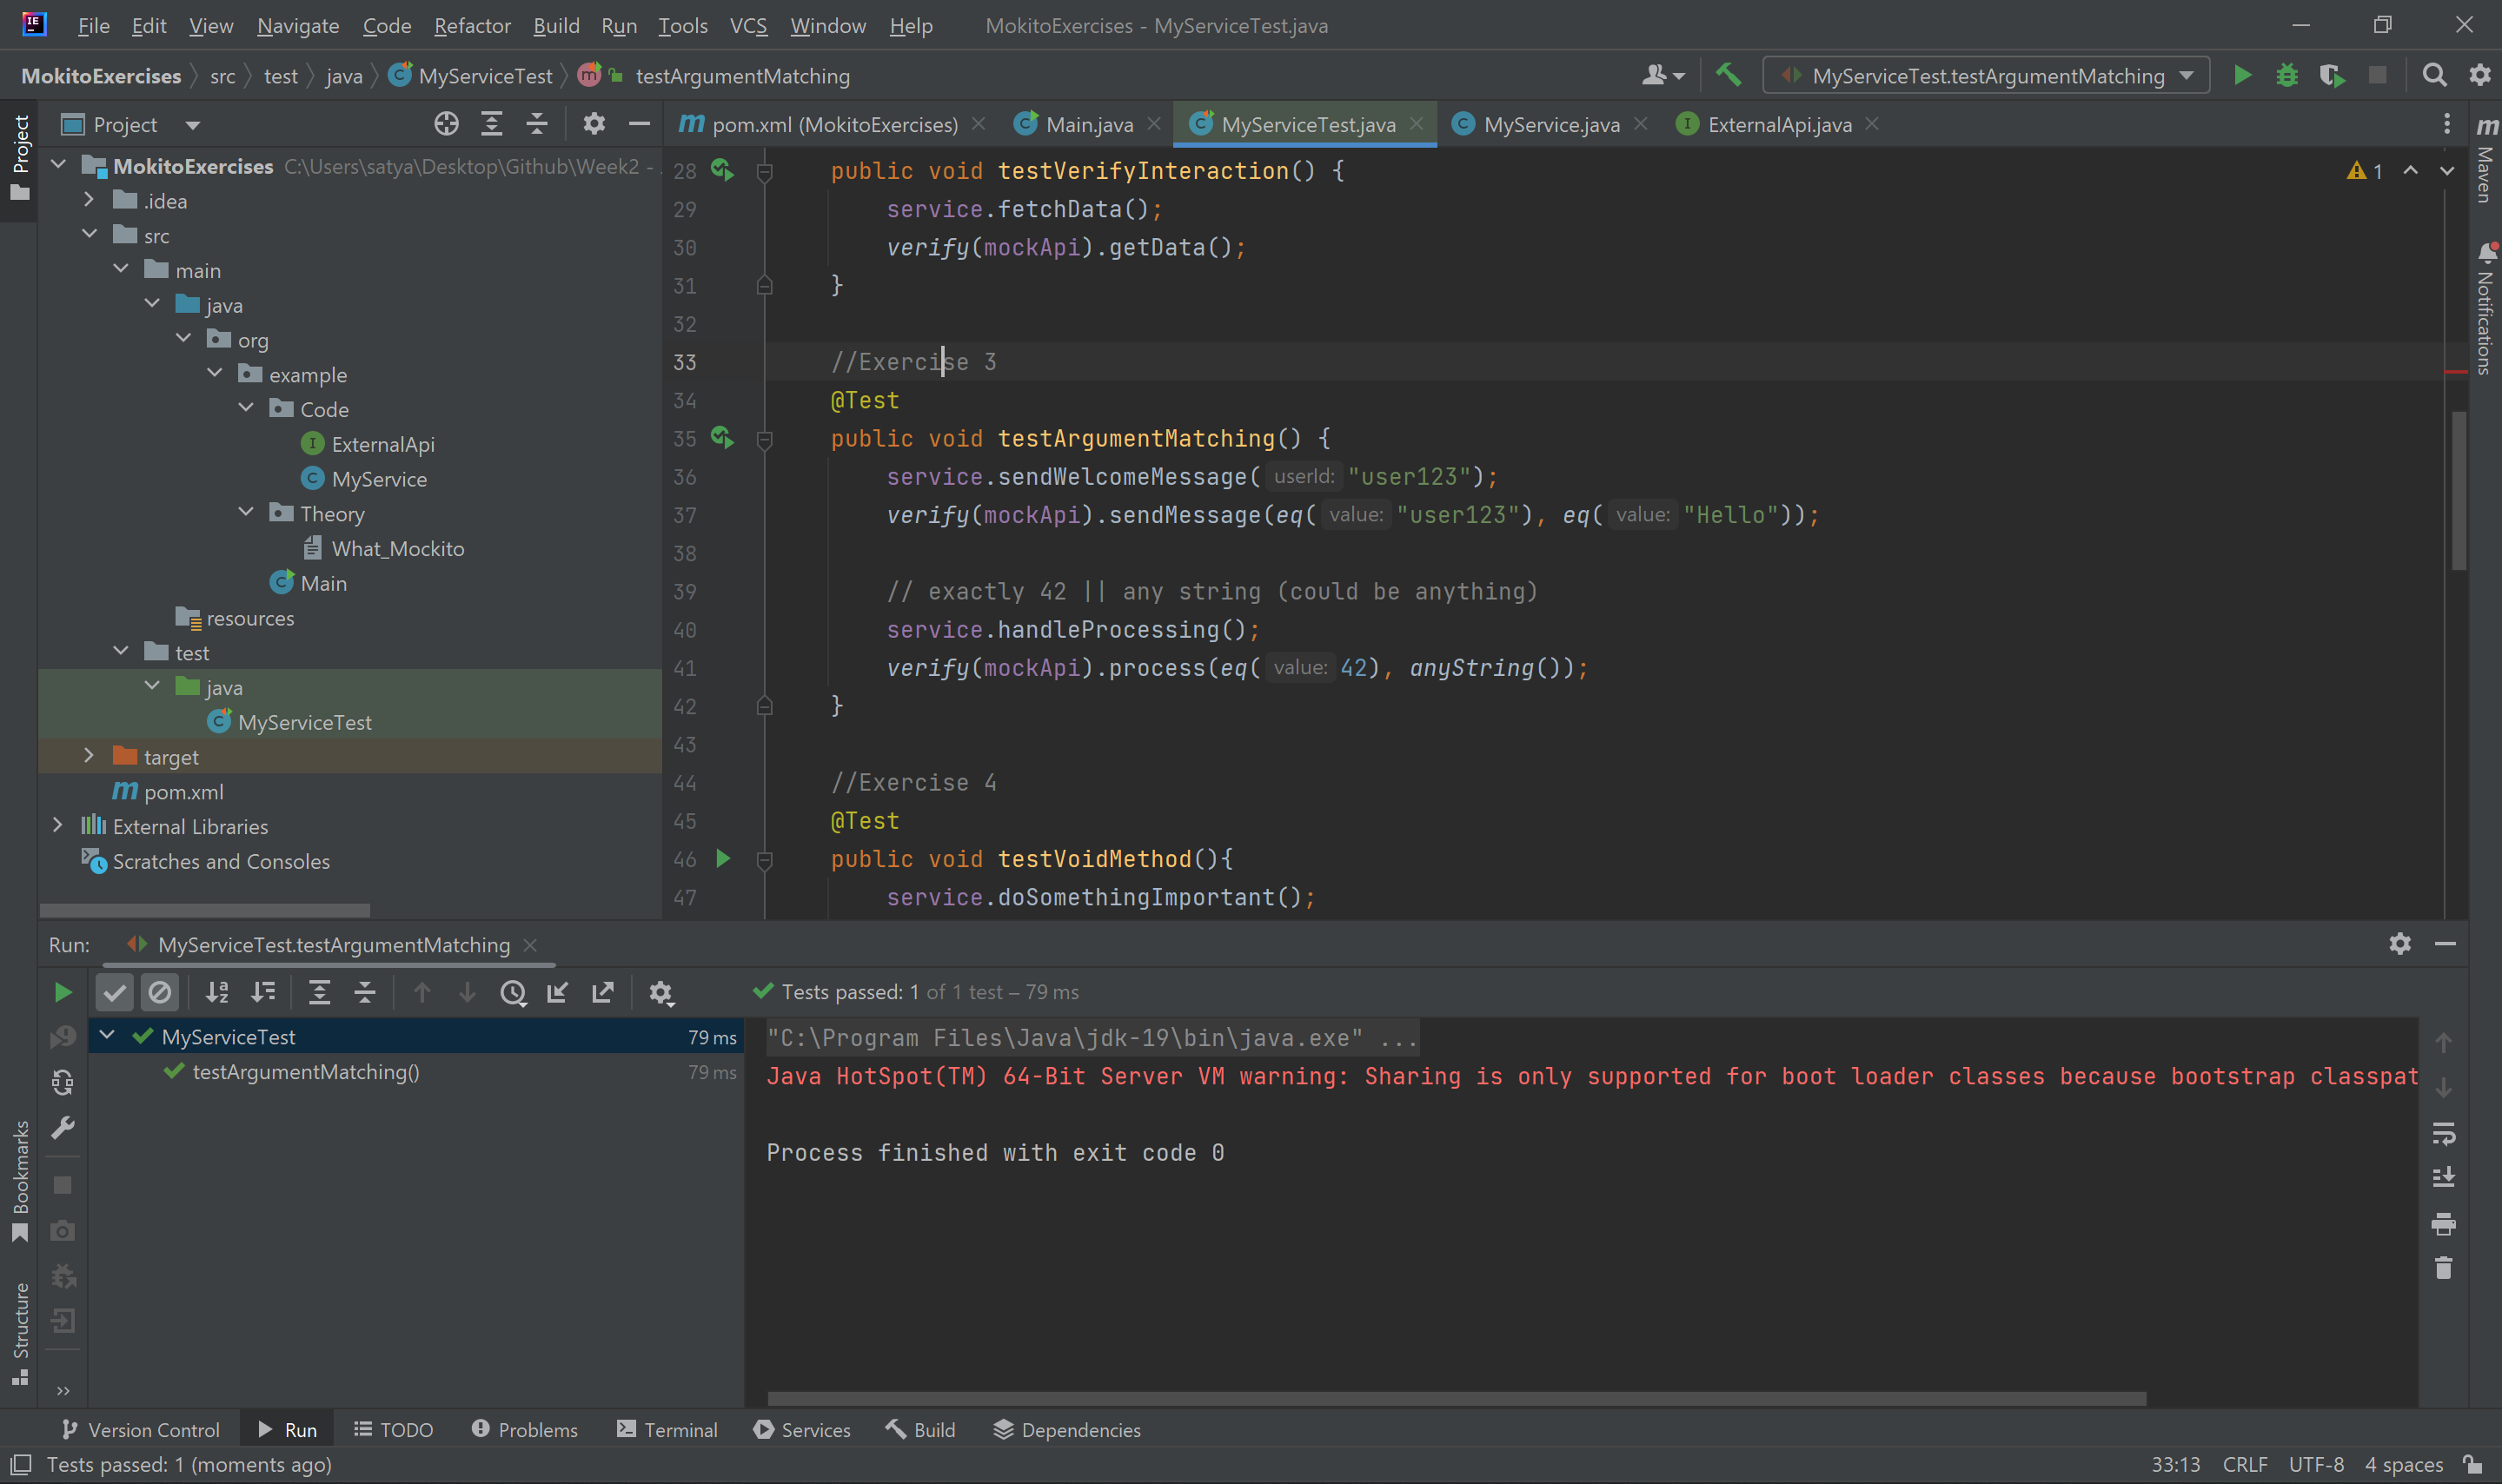 File Edit View Navigate Code Refactor Build Run Tools VCS Window Help MokitoExercises - MyServiceTest.java
MokitoExercises src test java MyServiceTest testArgumentMatching MyServiceTest.testArgumentMatching
Project
pom.xml (MokitoExercises) Main.java MyServiceTest.java MyService.java ExternalApi.java
Project
Maven
Notifications
MokitoExercises C:\Users\satya\Desktop\Github\Week2 -
.idea
src
main
java
org
example
Code
ExternalApi
MyService
Theory
What_Mockito
Main
resources
test
java
MyServiceTest
target
pom.xml
External Libraries
Scratches and Consoles
1
28 public void testVerifyInteraction() {
29 service.fetchData();
30 verify(mockApi).getData();
31 }
32
33 //Exercise 3
34 @Test
35 public void testArgumentMatching() {
36 service.sendWelcomeMessage( userId: "user123");
37 verify(mockApi).sendMessage(eq( value: "user123"), eq( value: "Hello"));
38
39 // exactly 42 || any string (could be anything)
40 service.handleProcessing();
41 verify(mockApi).process(eq( value: 42), anyString());
42 }
43
44 //Exercise 4
45 @Test
46 public void testVoidMethod(){
47 service.doSomethingImportant();
Run: MyServiceTest.testArgumentMatching
Tests passed: 1 of 1 test – 79 ms
MyServiceTest 79 ms
testArgumentMatching() 79 ms
"C:\Program Files\Java\jdk-19\bin\java.exe" ...
Java HotSpot(TM) 64-Bit Server VM warning: Sharing is only supported for boot loader classes because bootstrap classpat
Process finished with exit code 0
Bookmarks
Structure
Version Control Run TODO Problems Terminal Services Build Dependencies
Tests passed: 1 (moments ago) 33:13 CRLF UTF-8 4 spaces